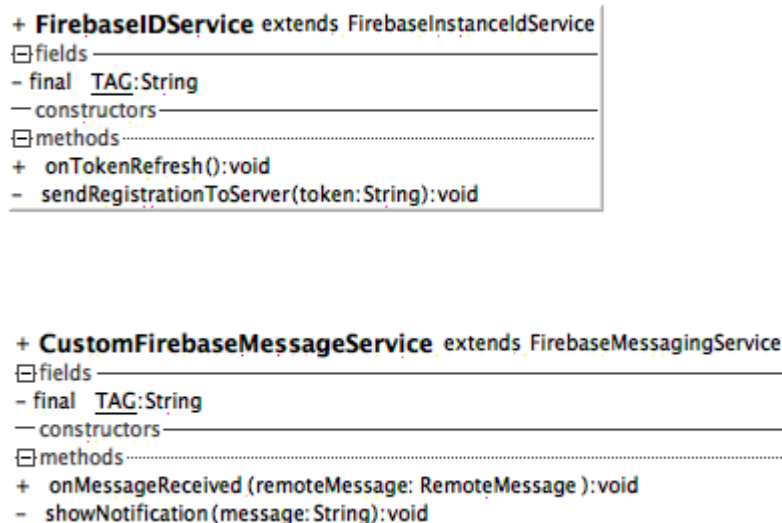 + FirebaseIDService extends FirebaseInstanceIdService
fields
- final TAG:String
constructors
methods
+ onTokenRefresh():void
- sendRegistrationToServer(token:String):void
+ CustomFirebaseMessageService extends FirebaseMessagingService
fields
- final TAG:String
constructors
methods
+ onMessageReceived (remoteMessage: RemoteMessage ):void
- showNotification(message:String):void